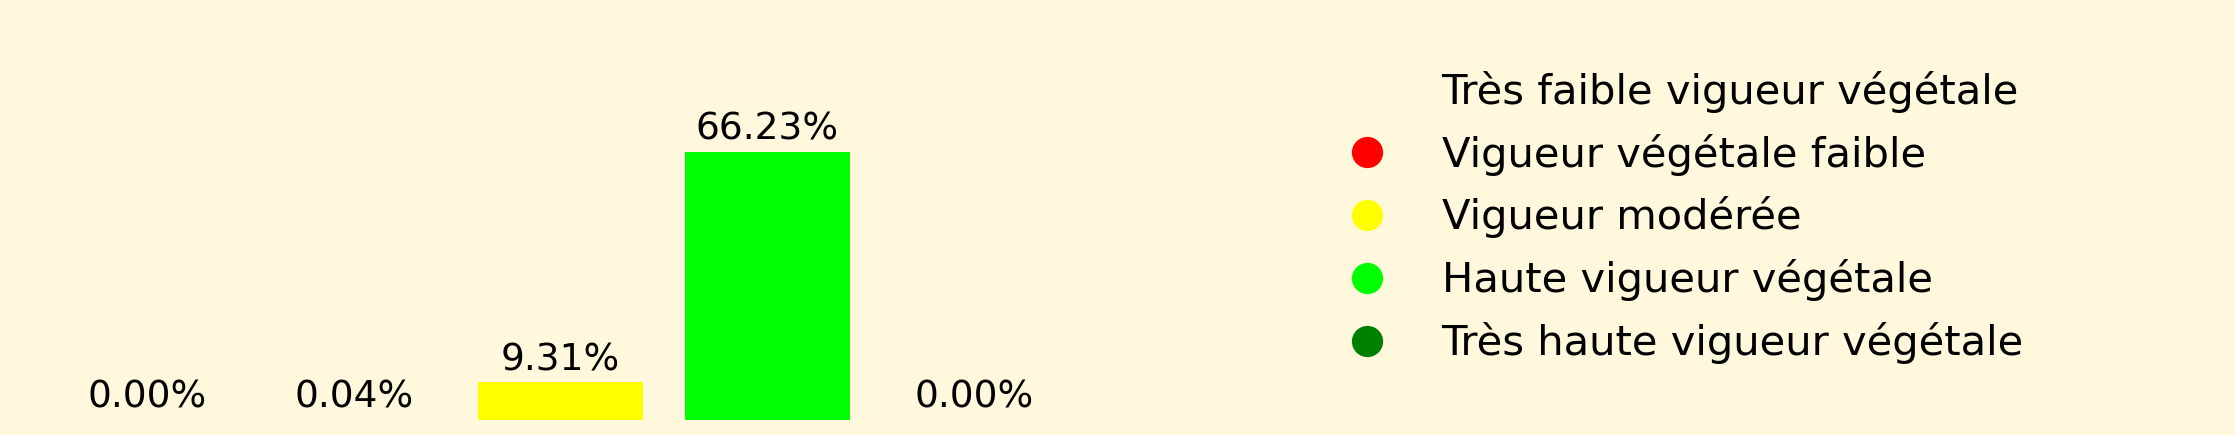 66.23%
9.31%
0.00%
0.04%
0.00%
Très faible vigueur végétale
Vigueur végétale faible
Vigueur modérée
Haute vigueur végétale
Très haute vigueur végétale